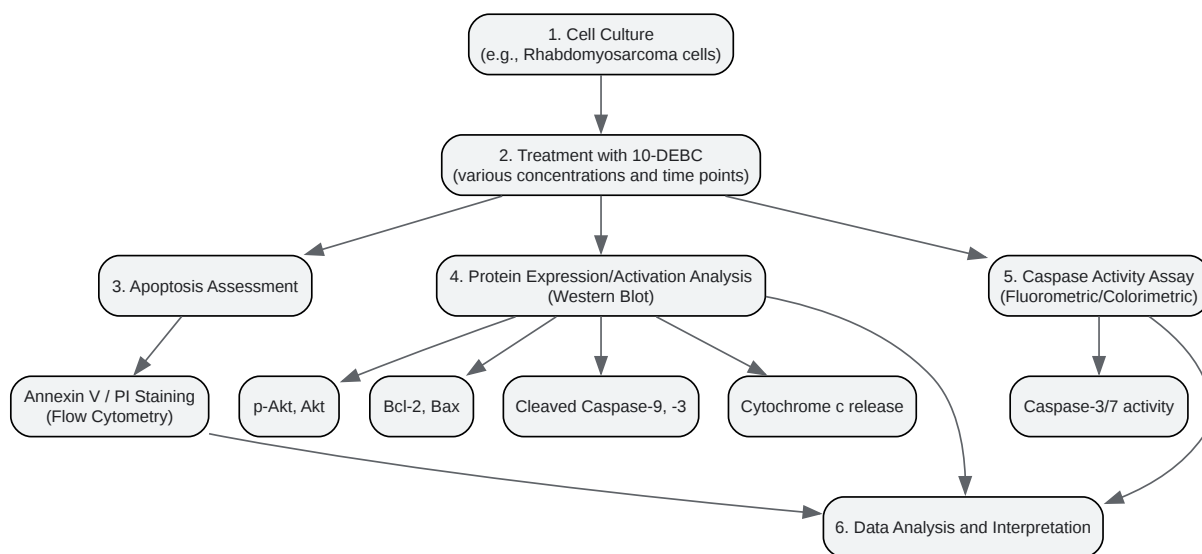 1. Cell Culture
(e.g., Rhabdomyosarcoma cells)
2. Treatment with 10-DEBC
(various concentrations and time points)
3. Apoptosis Assessment
4. Protein Expression/Activation Analysis
(Western Blot)
5. Caspase Activity Assay
(Fluorometric/Colorimetric)
Annexin V / PI Staining
(Flow Cytometry)
p-Akt, Akt
Bcl-2, Bax
Cleaved Caspase-9, -3
Cytochrome c release
Caspase-3/7 activity
6. Data Analysis and Interpretation